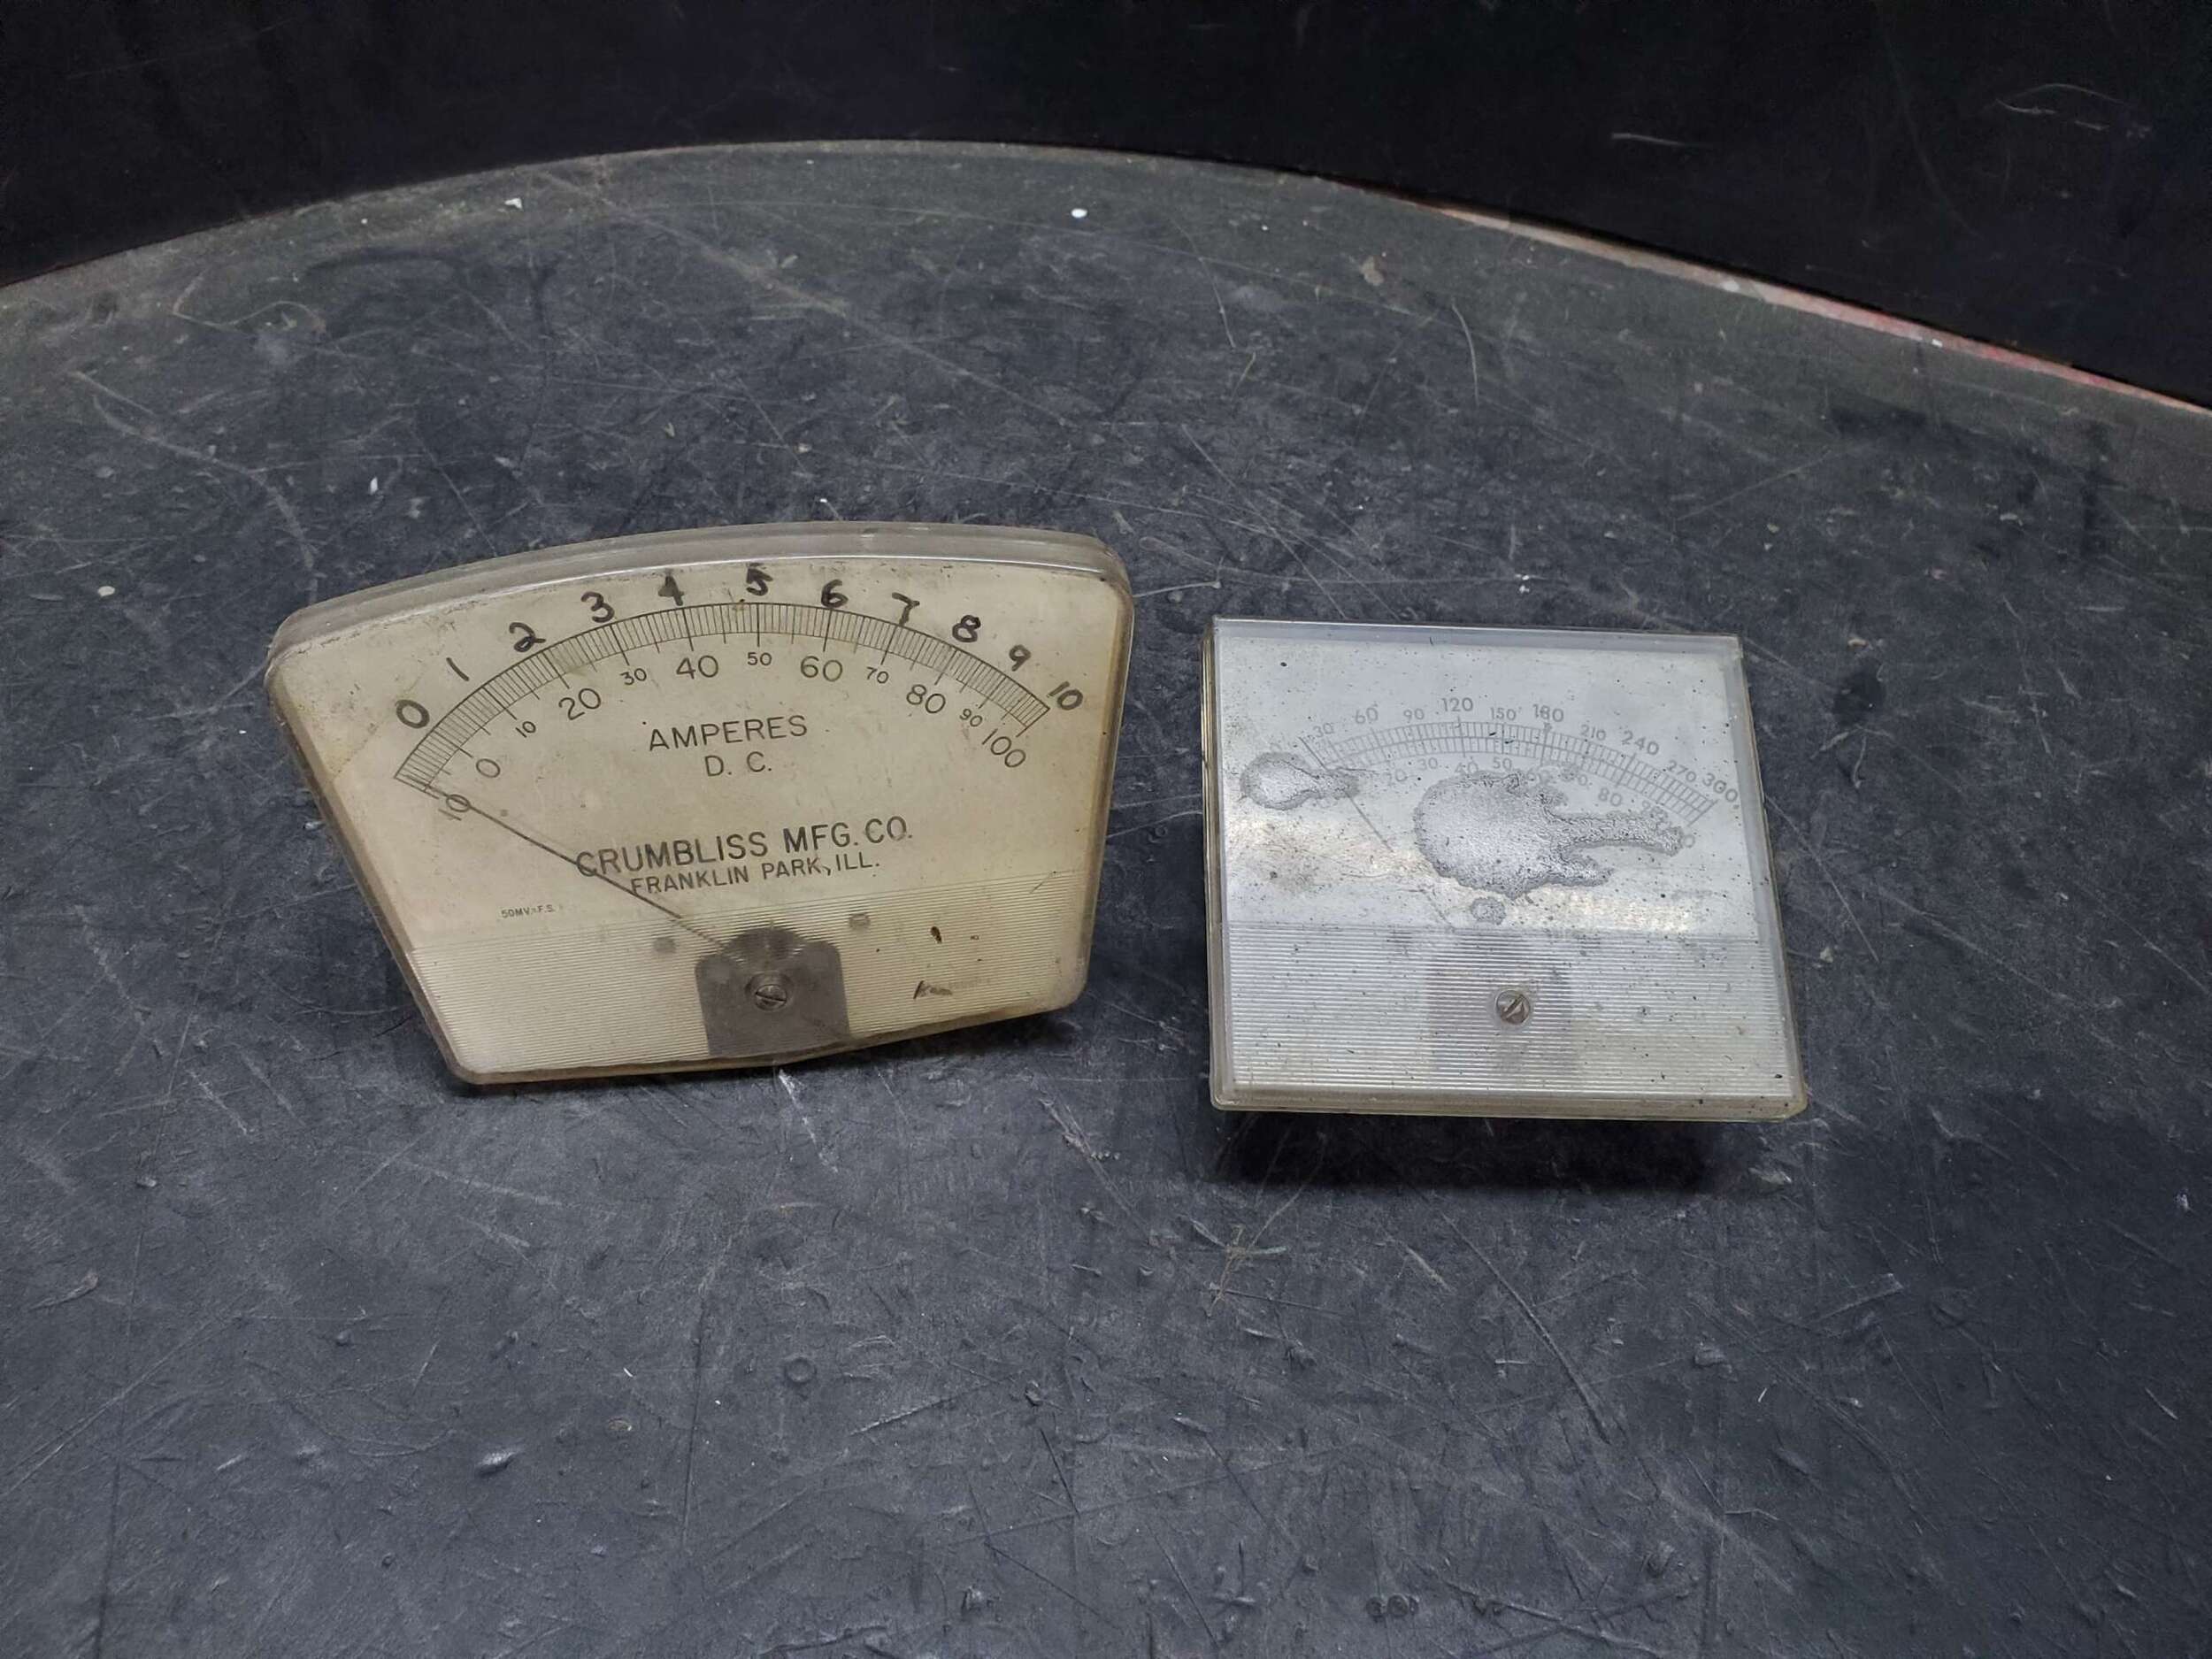 0 1 2 3 4 5 6 7 8 9 10
10 0 10 20 30 40 50 60 70 80 90 100
AMPERES
D. C.
CRUMBLISS MFG. CO.
FRANKLIN PARK, ILL.
50MV=F.S.
30 60 90 120 150 180 210 240 270 300
20 30 40 50 80